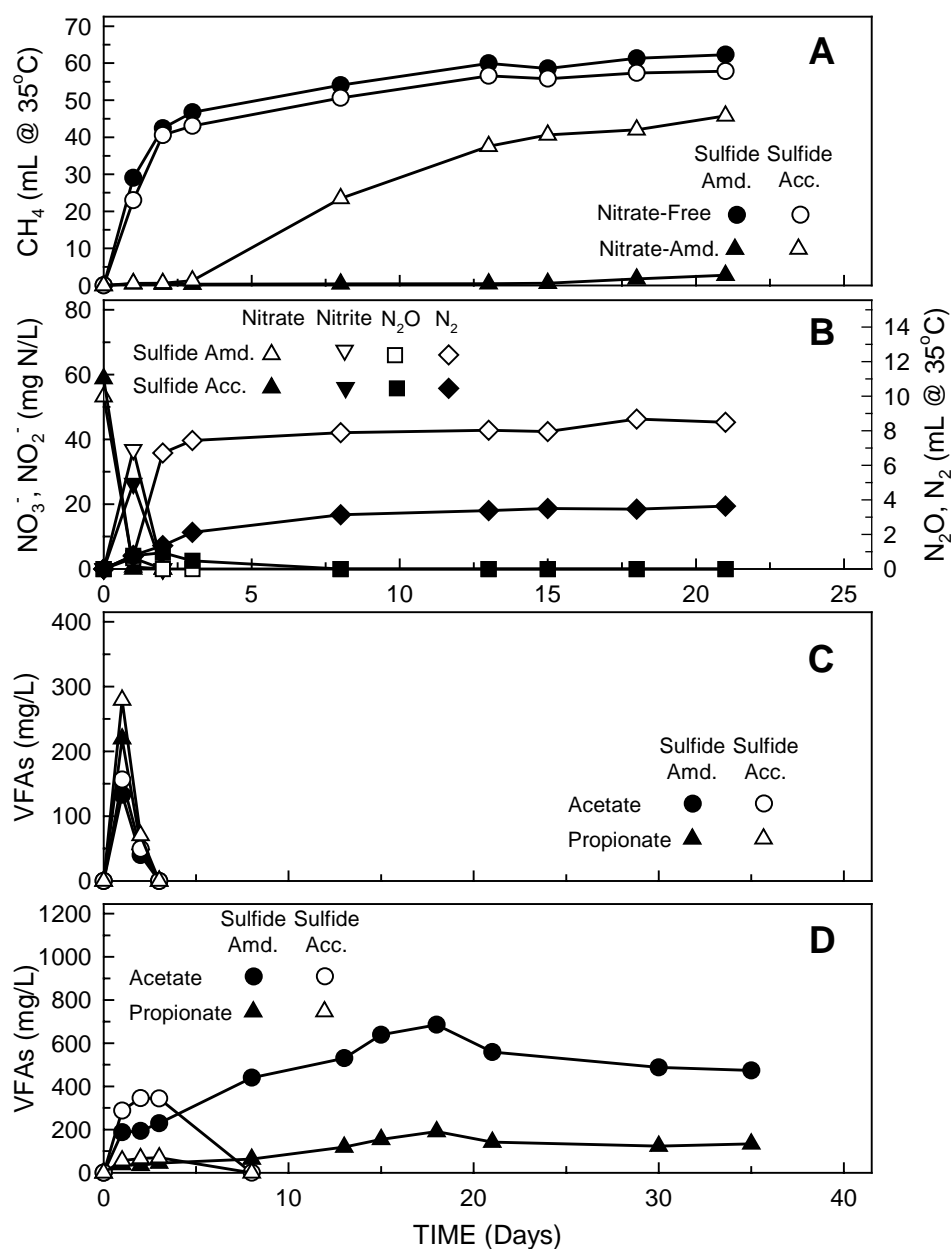 A
CH4 (mL @ 35oC)
70
60
50
40
30
20
10
0
Sulfide Sulfide
Amd. Acc.
Nitrate-Free
Nitrate-Amd.
B
NO3-, NO2- (mg N/L)
80
60
40
20
0
Nitrate Nitrite N2O N2
Sulfide Amd.
Sulfide Acc.
14
12
10
8
6
4
2
0
N2O, N2 (mL @ 35oC)
0 5 10 15 20 25
C
VFAs (mg/L)
400
300
200
100
0
Sulfide Sulfide
Amd. Acc.
Acetate
Propionate
D
VFAs (mg/L)
1200
1000
800
600
400
200
0
Sulfide Sulfide
Amd. Acc.
Acetate
Propionate
0 10 20 30 40
TIME (Days)